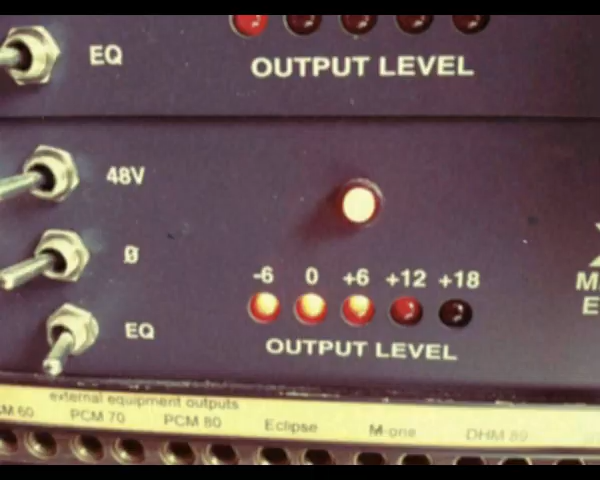 EQ
OUTPUT LEVEL
48V
Ø
-6 0 +6 +12 +18
EQ
OUTPUT LEVEL
external equipment outputs
PCM 70 PCM 80 Eclipse M-one DHM 89